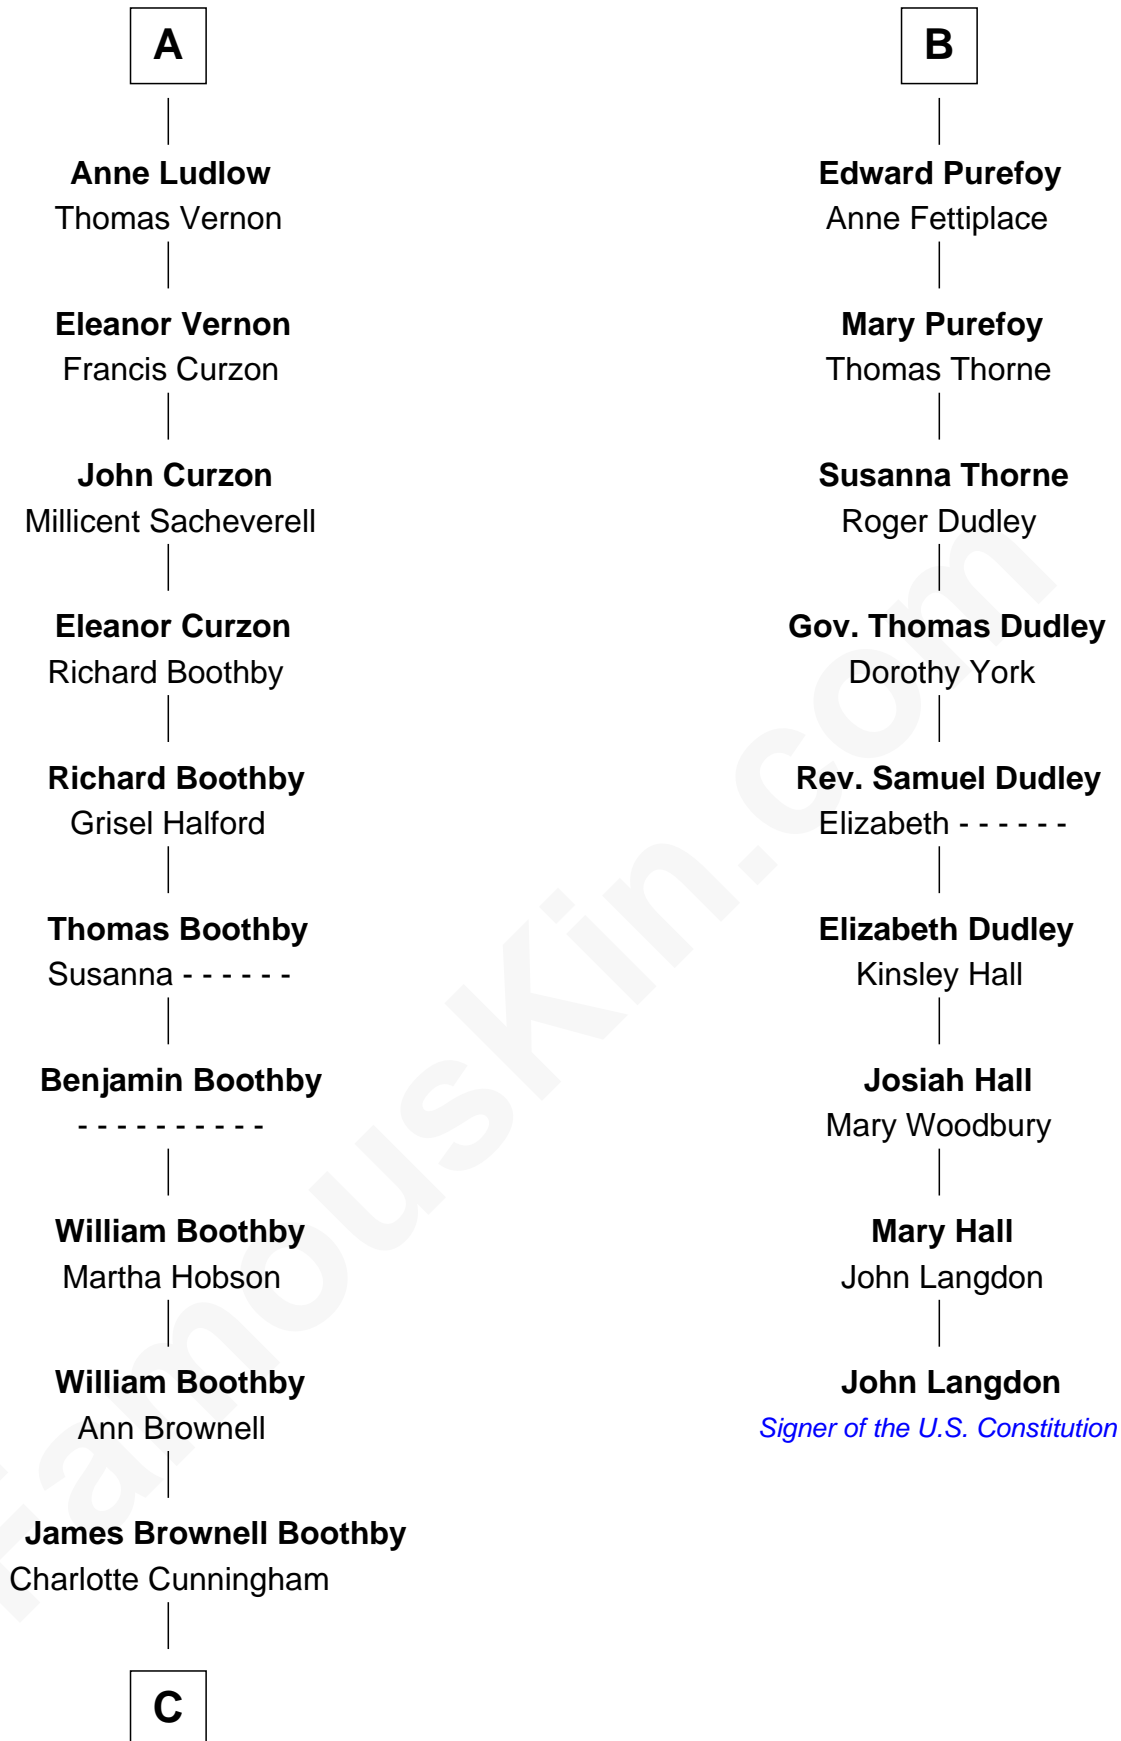 A
Anne Ludlow
Thomas Vernon
Eleanor Vernon
Francis Curzon
John Curzon
Millicent Sacheverell
Eleanor Curzon
Richard Boothby
Richard Boothby
Grisel Halford
Thomas Boothby
Susanna - - - - - -
Benjamin Boothby
- - - - - - - - - -
William Boothby
Martha Hobson
William Boothby
Ann Brownell
James Brownell Boothby
Charlotte Cunningham
C
B
Edward Purefoy
Anne Fettiplace
Mary Purefoy
Thomas Thorne
Susanna Thorne
Roger Dudley
Gov. Thomas Dudley
Dorothy York
Rev. Samuel Dudley
Elizabeth - - - - - -
Elizabeth Dudley
Kinsley Hall
Josiah Hall
Mary Woodbury
Mary Hall
John Langdon
John Langdon
Signer of the U.S. Constitution
FamousKin.com